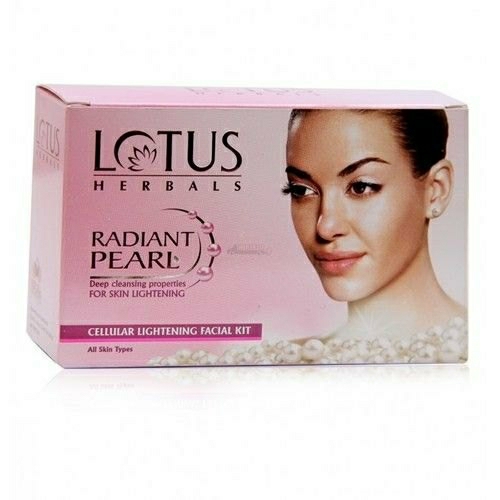 LOTUS
HERBALS
RADIANT
PEARL
Deep cleansing properties
FOR SKIN LIGHTENING
CELLULAR LIGHTENING FACIAL KIT
All Skin Types